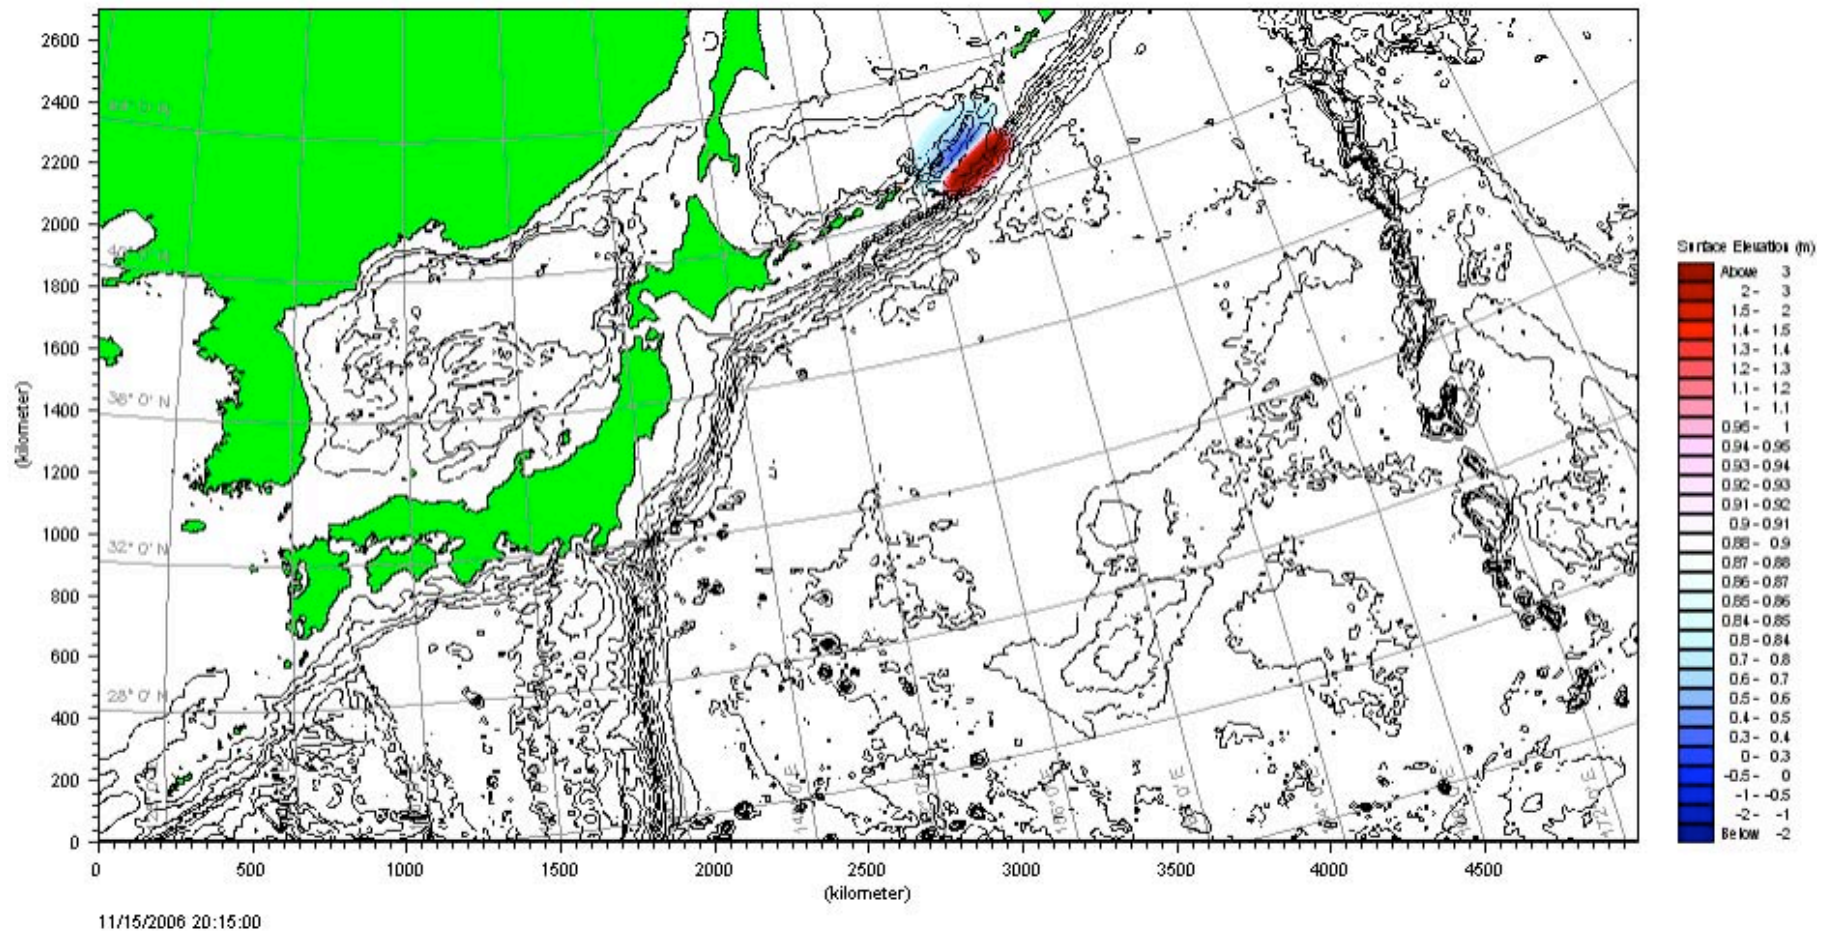 2600
2400
2200
2000
1800
1600
1400
1200
1000
800
600
400
200
0
(kilometer)
36° 0' N
32° 0' N
28° 0' N
0
500
1000
1500
2000
2500
3000
3500
4000
4500
(kilometer)
11/15/2006 20:15:00
Surface Elevation (m)
Above 3
2 - 3
1.5 - 2
1.4 - 1.5
1.3 - 1.4
1.2 - 1.3
1.1 - 1.2
1 - 1.1
0.95 - 1
0.94 - 0.95
0.93 - 0.94
0.92 - 0.93
0.91 - 0.92
0.9 - 0.91
0.88 - 0.9
0.87 - 0.88
0.86 - 0.87
0.85 - 0.86
0.84 - 0.85
0.8 - 0.84
0.7 - 0.8
0.6 - 0.7
0.5 - 0.6
0.4 - 0.5
0.3 - 0.4
0 - 0.3
-0.5 - 0
-1 - -0.5
-2 - -1
Below -2